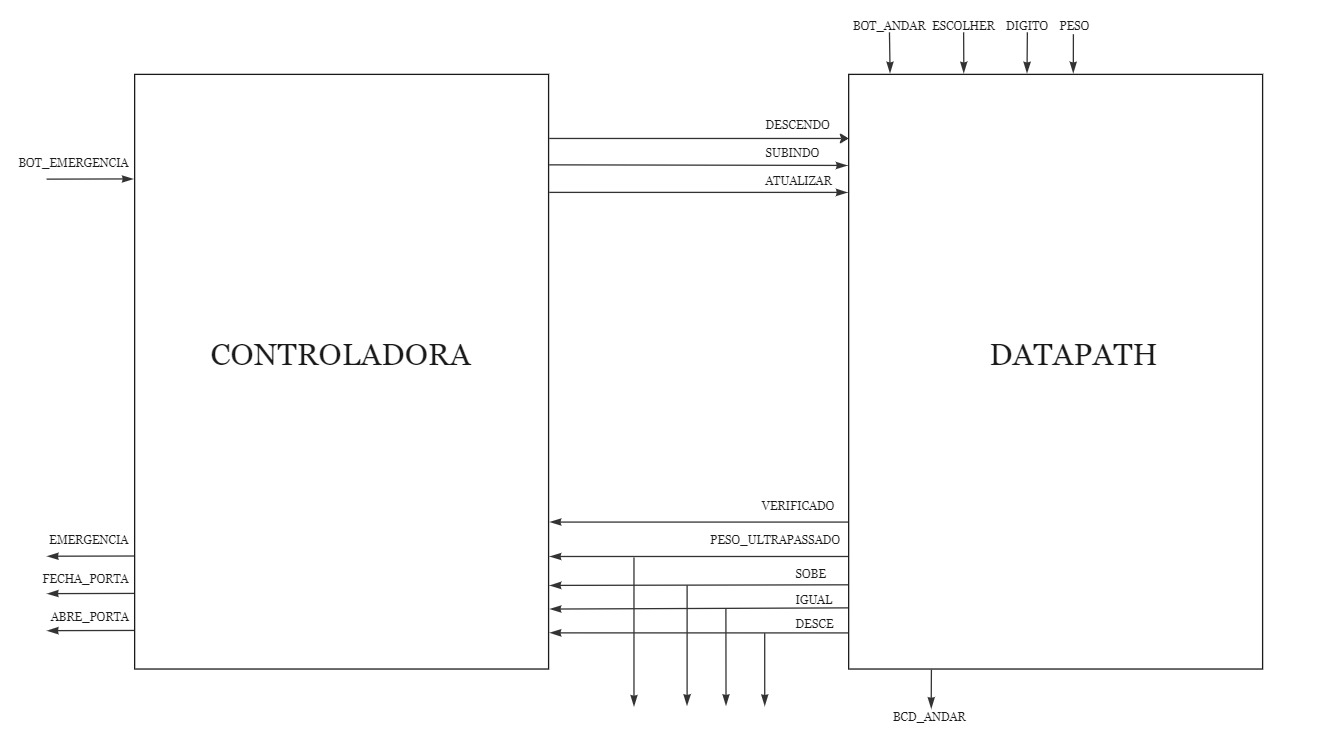 BOT_ANDAR ESCOLHER DIGITO PESO
DESCENDO
SUBINDO
BOT_EMERGENCIA
ATUALIZAR
CONTROLADORA
DATAPATH
VERIFICADO
EMERGENCIA
PESO_ULTRAPASSADO
FECHA_PORTA
SOBE
IGUAL
ABRE_PORTA
DESCE
BCD_ANDAR